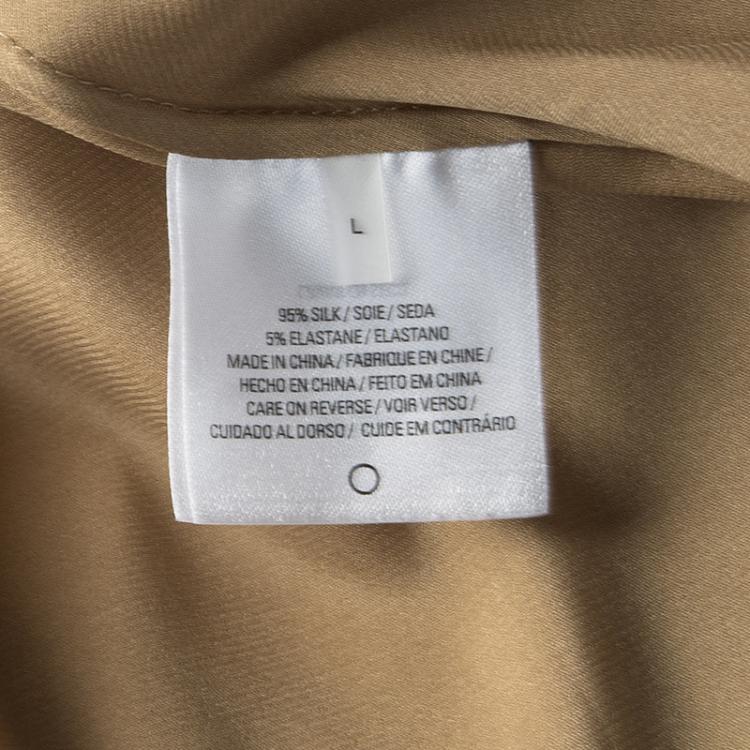 L
95% SILK / SOIE / SEDA
5% ELASTANE / ELASTANO
MADE IN CHINA / FABRIQUE EN CHINE /
HECHO EN CHINA / FEITO EM CHINA
CARE ON REVERSE / VOIR VERSO /
CUIDADO AL DORSO / CUIDE EM CONTRÁRIO